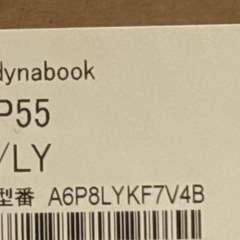 dynabook
P55
/LY
型番 A6P8LYKF7V4B